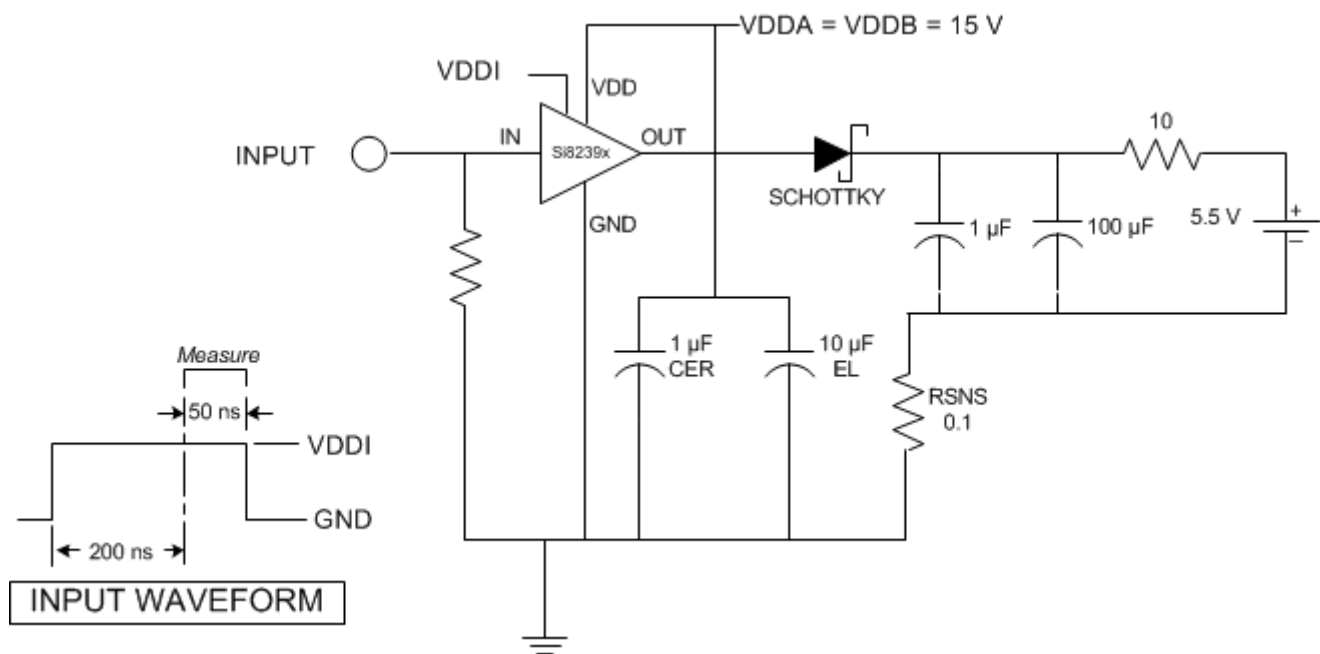 VDDA = VDDB = 15 V
VDDI
VDD
10
INPUT
IN
Si8239x
OUT
SCHOTTKY
GND
1 µF
100 µF
5.5 V
+
–
1 µF
CER
10 µF
EL
RSNS
0.1
Measure
50 ns
VDDI
GND
200 ns
INPUT WAVEFORM